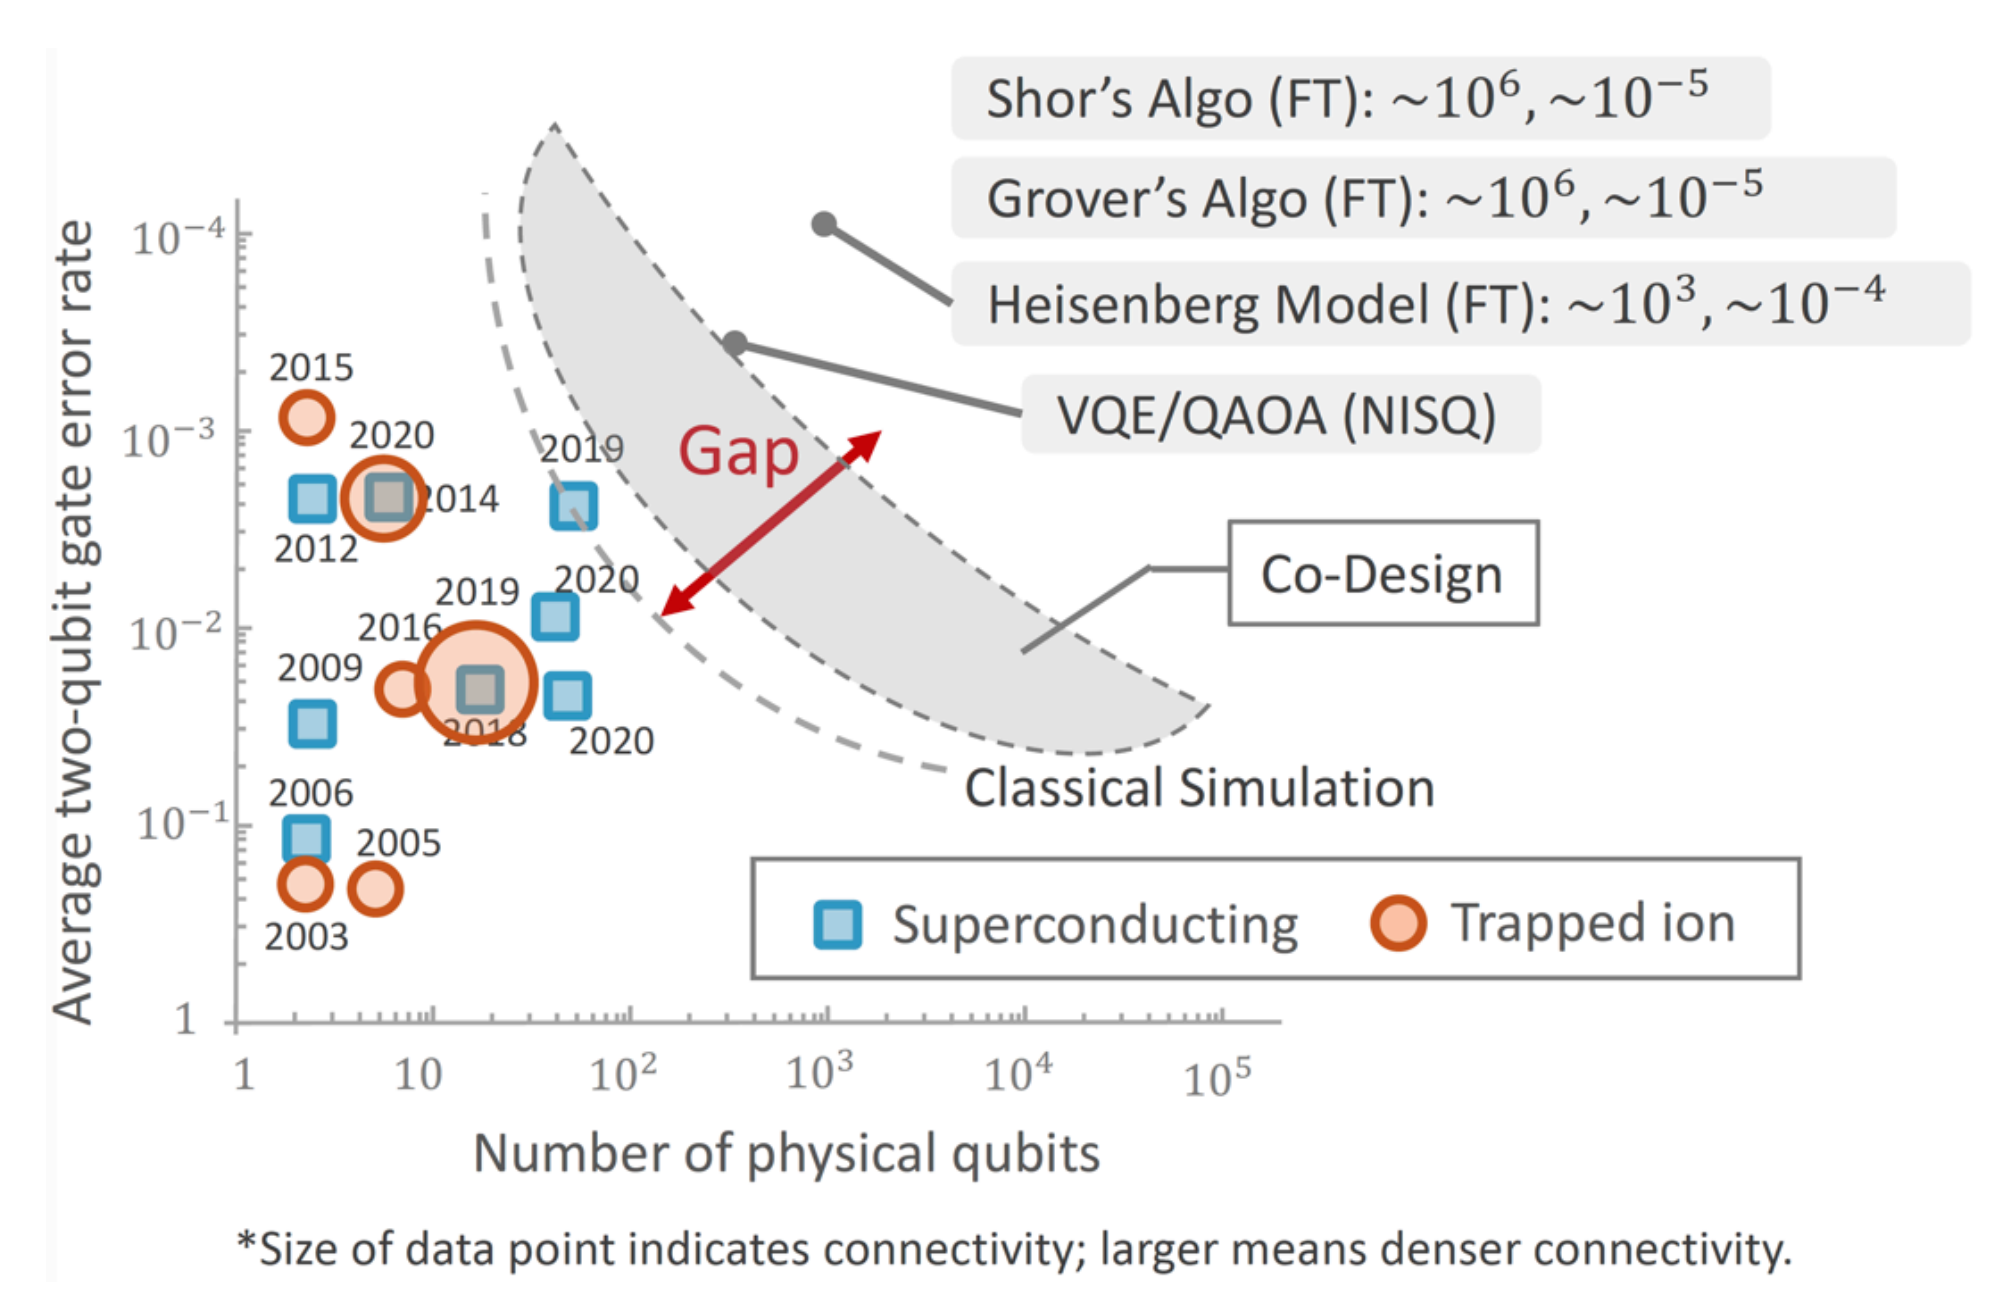 Shor’s Algo (FT): ~10⁶, ~10⁻⁵
Grover’s Algo (FT): ~10⁶, ~10⁻⁵
Heisenberg Model (FT): ~10³, ~10⁻⁴
VQE/QAOA (NISQ)
Gap
Co-Design
Classical Simulation
Average two-qubit gate error rate
10⁻⁴
10⁻³
10⁻²
10⁻¹
1
2015
2020
2014
2012
2019
2020
2019
2016
2009
2018
2020
2006
2005
2003
Superconducting
Trapped ion
1
10
10²
10³
10⁴
10⁵
Number of physical qubits
*Size of data point indicates connectivity; larger means denser connectivity.